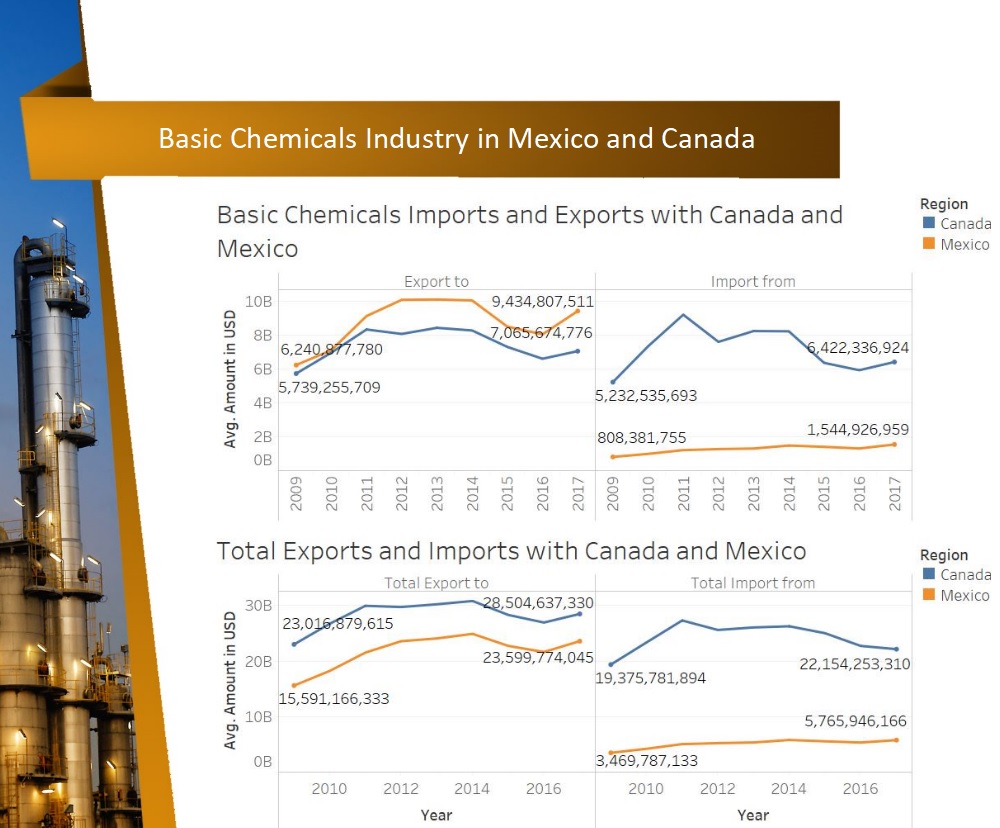 Basic Chemicals Industry in Mexico and Canada
Basic Chemicals Imports and Exports with Canada and
Mexico
Region
Canada
Mexico
Export to
Import from
Avg. Amount in USD
10B
8B
6B
4B
2B
0B
9,434,807,511
7,065,674,776
6,240,877,780
5,739,255,709
6,422,336,924
5,232,535,693
1,544,926,959
808,381,755
2009 2010 2011 2012 2013 2014 2015 2016 2017
2009 2010 2011 2012 2013 2014 2015 2016 2017
Total Exports and Imports with Canada and Mexico
Region
Canada
Mexico
Total Export to
Total Import from
Avg. Amount in USD
30B
20B
10B
0B
28,504,637,330
23,016,879,615
23,599,774,045
15,591,166,333
19,375,781,894
22,154,253,310
5,765,946,166
3,469,787,133
2010 2012 2014 2016
2010 2012 2014 2016
Year
Year